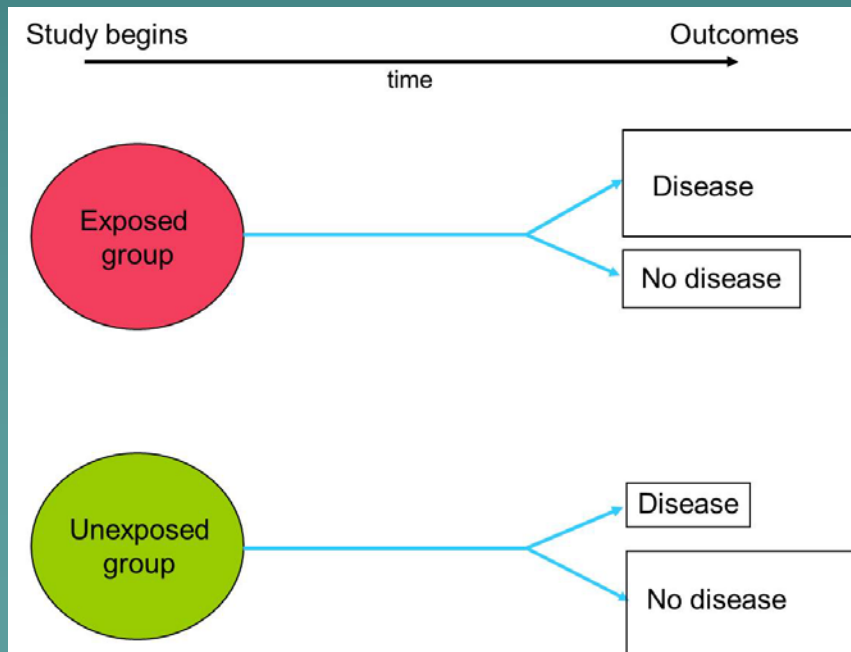 Study begins
Outcomes
time
Exposed
group
Disease
No disease
Unexposed
group
Disease
No disease